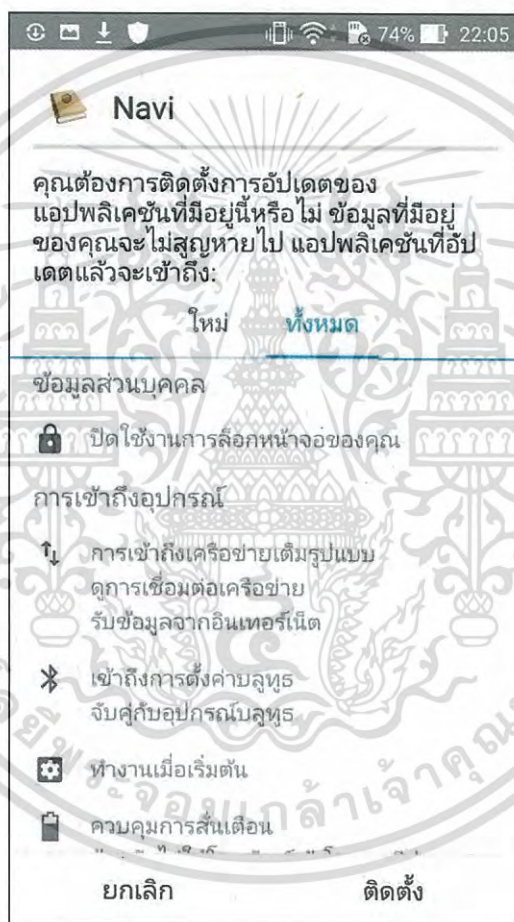 74% 22:05
Navi
คุณต้องการติดตั้งการอัปเดตของ
แอปพลิเคชันที่มีอยู่นี้หรือไม่ ข้อมูลที่มีอยู่
ของคุณจะไม่สูญหายไป แอปพลิเคชันที่อัป
เดตแล้วจะเข้าถึง:
ใหม่ ทั้งหมด
ข้อมูลส่วนบุคคล
ปิดใช้งานการล็อกหน้าจอของคุณ
การเข้าถึงอุปกรณ์
การเข้าถึงเครือข่ายเต็มรูปแบบ
ดูการเชื่อมต่อเครือข่าย
รับข้อมูลจากอินเทอร์เน็ต
เข้าถึงการตั้งค่าบลูทูธ
จับคู่กับอุปกรณ์บลูทูธ
ทำงานเมื่อเริ่มต้น
ควบคุมการสั่นเตือน
ยกเลิก ติดตั้ง